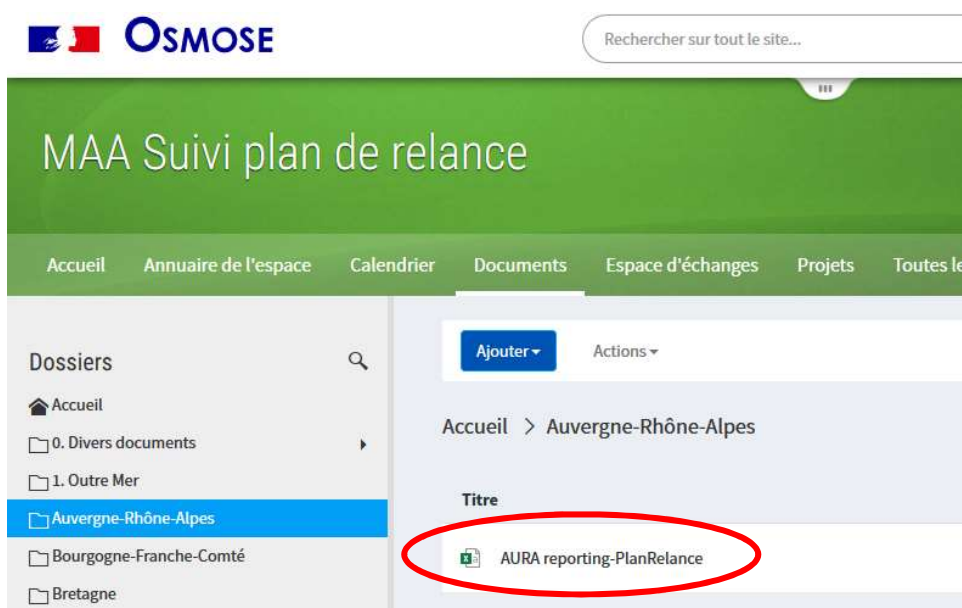 OSMOSE
Rechercher sur tout le site...
MAA Suivi plan de relance
Accueil Annuaire de l'espace Calendrier Documents Espace d'échanges Projets Toutes le
Dossiers
Accueil
0. Divers documents
1. Outre Mer
Auvergne-Rhône-Alpes
Bourgogne-Franche-Comté
Bretagne
Ajouter Actions
Accueil > Auvergne-Rhône-Alpes
Titre
AURA reporting-PlanRelance